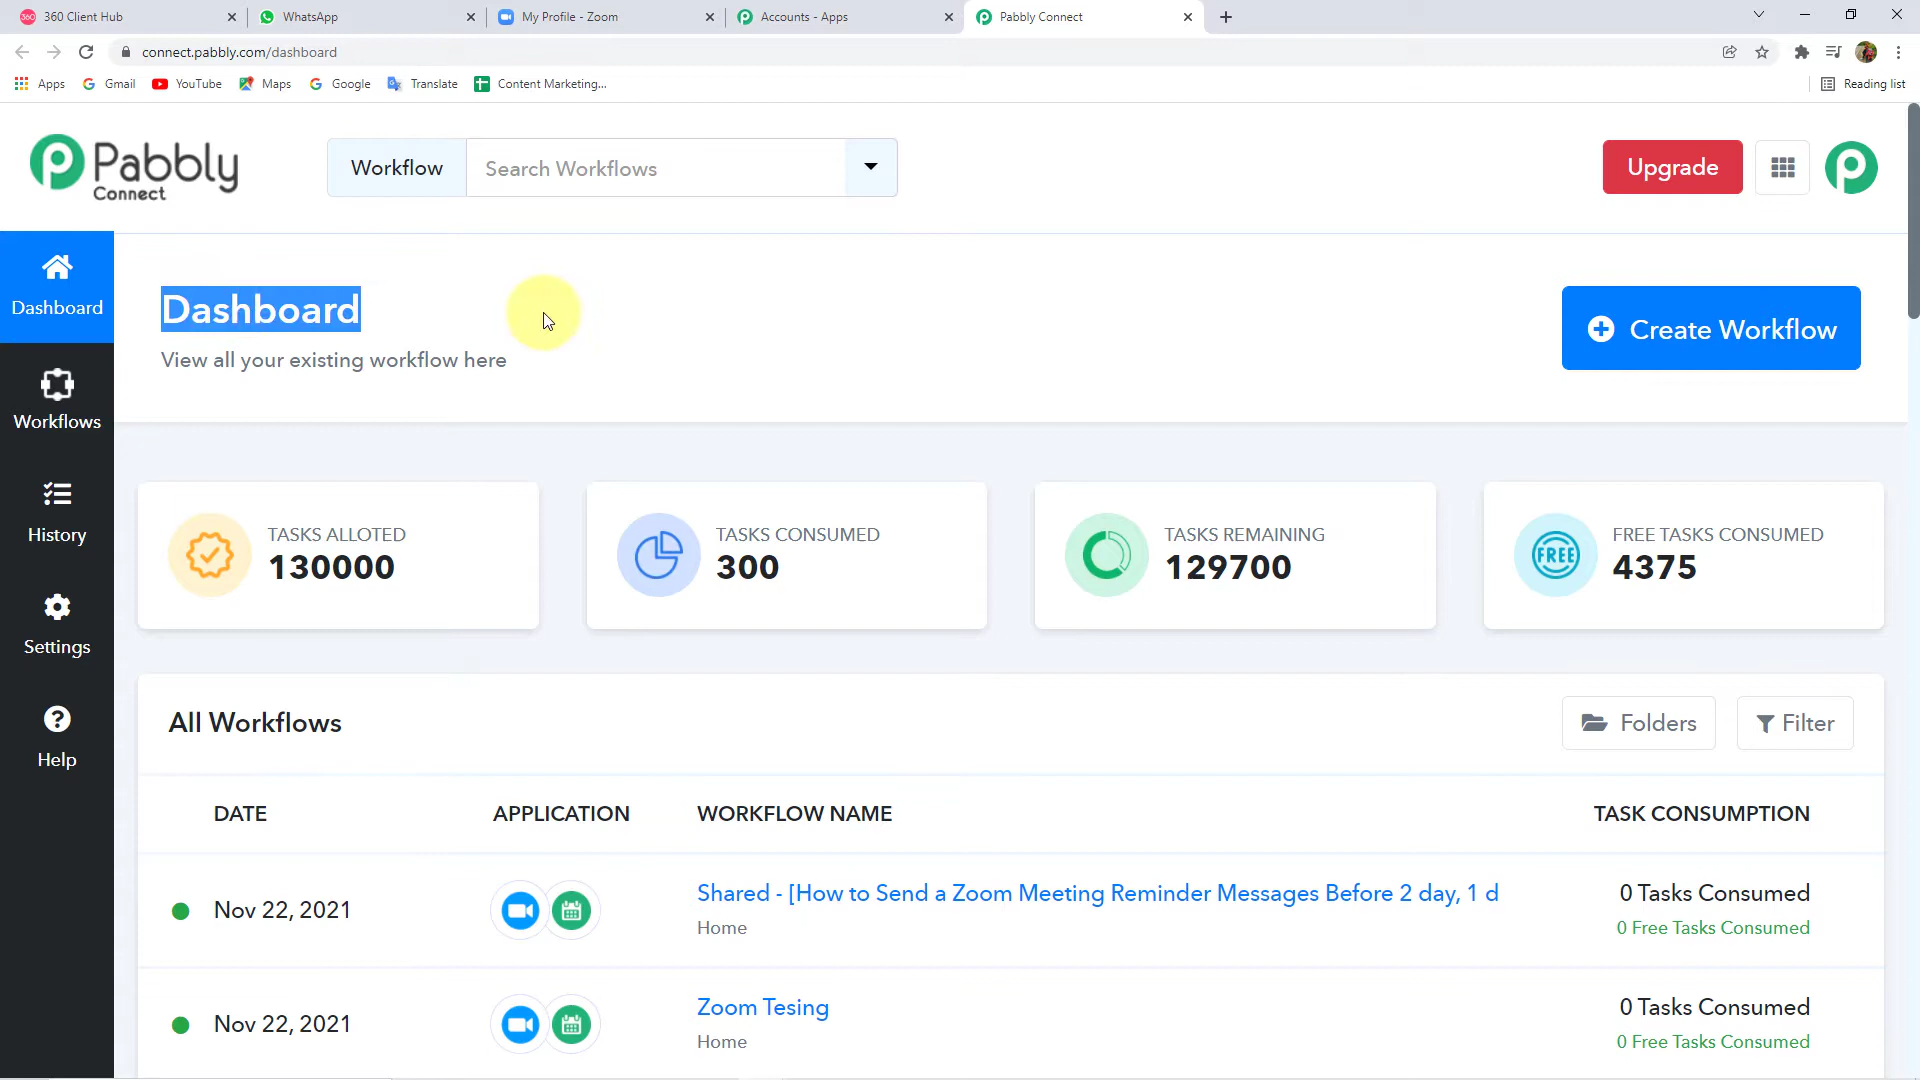 360 Client Hub
WhatsApp
My Profile - Zoom
Accounts - Apps
Pabbly Connect
connect.pabbly.com/dashboard
Apps
Gmail
YouTube
Maps
Google
Translate
Content Marketing...
Reading list
Pabbly
Connect
Workflow
Search Workflows
Upgrade
Dashboard
Workflows
History
Settings
Help
Dashboard
View all your existing workflow here
Create Workflow
TASKS ALLOTED
130000
TASKS CONSUMED
300
TASKS REMAINING
129700
FREE
FREE TASKS CONSUMED
4375
All Workflows
Folders
Filter
DATE APPLICATION WORKFLOW NAME TASK CONSUMPTION
Nov 22, 2021
Shared - [How to Send a Zoom Meeting Reminder Messages Before 2 day, 1 d
Home
0 Tasks Consumed
0 Free Tasks Consumed
Nov 22, 2021
Zoom Tesing
Home
0 Tasks Consumed
0 Free Tasks Consumed